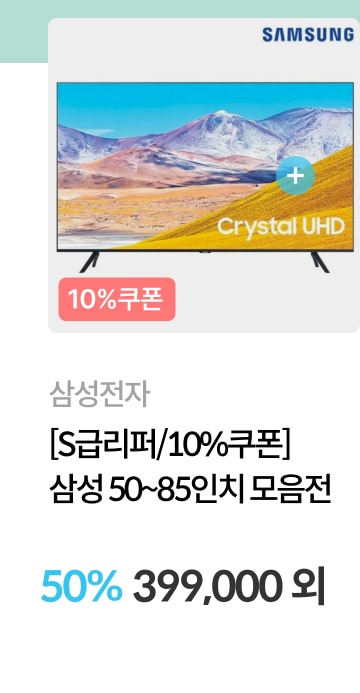 SAMSUNG
Crystal UHD
10%쿠폰
삼성전자
[S급리퍼/10%쿠폰]
삼성 50~85인치 모음전
50% 399,000 외